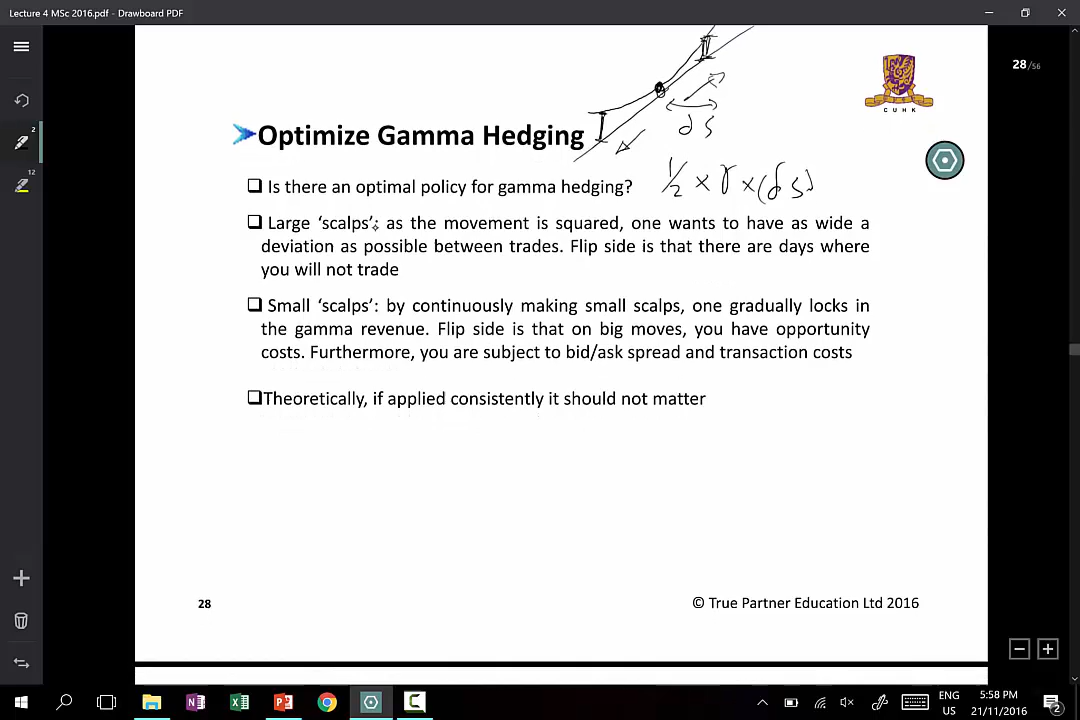 Lecture 4 MSc 2016.pdf - Drawboard PDF
28/56
CUHK
d S
Optimize Gamma Hedging
Is there an optimal policy for gamma hedging?
1/2 × γ × (d S)
Large ‘scalps’: as the movement is squared, one wants to have as wide a
deviation as possible between trades. Flip side is that there are days where
you will not trade
Small ‘scalps’: by continuously making small scalps, one gradually locks in
the gamma revenue. Flip side is that on big moves, you have opportunity
costs. Furthermore, you are subject to bid/ask spread and transaction costs
Theoretically, if applied consistently it should not matter
28
© True Partner Education Ltd 2016
2
12
ENG
US
5:58 PM
21/11/2016
2